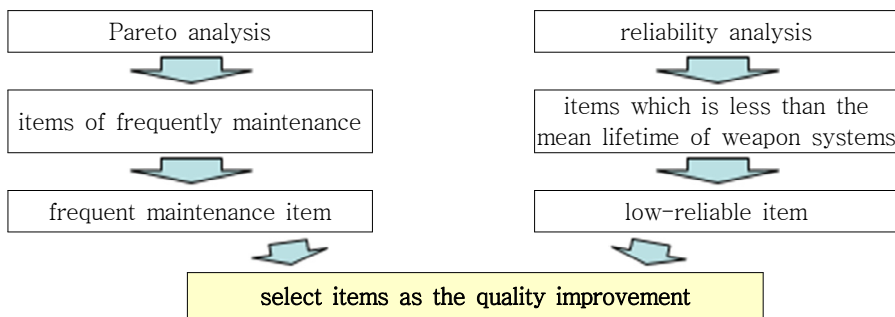 Pareto analysis
items of frequently maintenance
frequent maintenance item
reliability analysis
items which is less than the
mean lifetime of weapon systems
low-reliable item
select items as the quality improvement